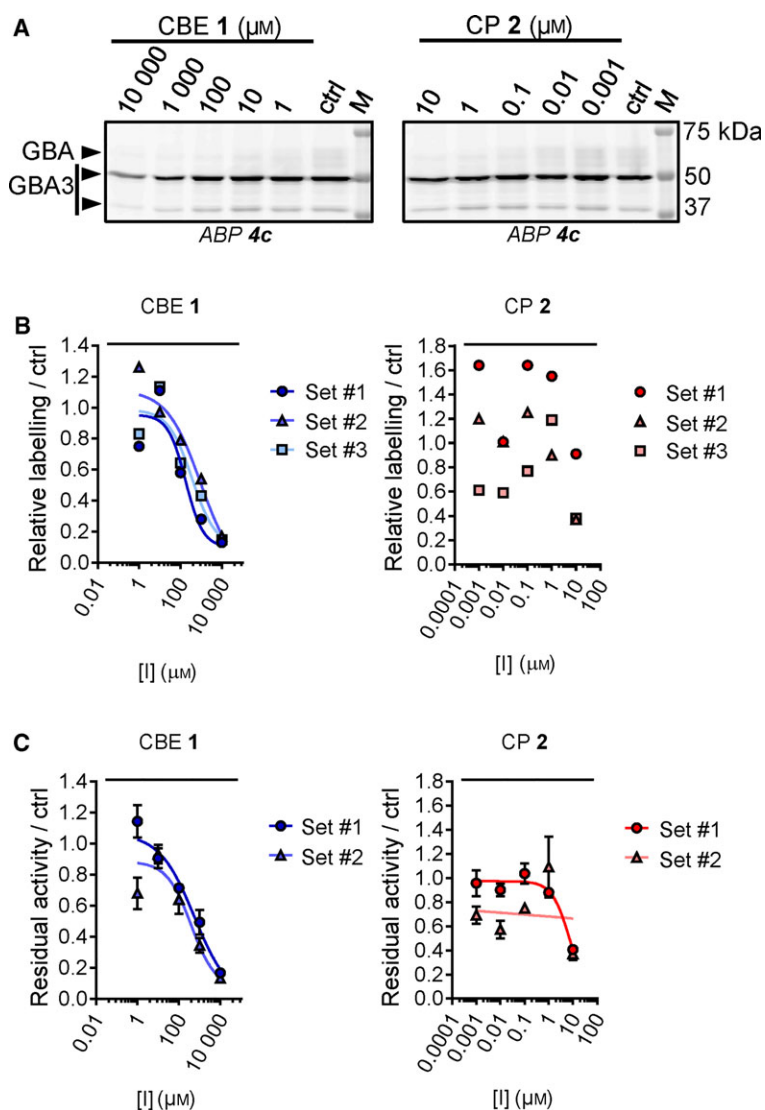 A
CBE 1 (µM)
CP 2 (µM)
10 000 1 000 100 10 1 ctrl M
10 1 0.1 0.01 0.001 ctrl M
GBA
GBA3
75 kDa
50
37
ABP 4c
ABP 4c
B
CBE 1
CP 2
Relative labelling / ctrl
1.4
1.2
1.0
0.8
0.6
0.4
0.2
0.0
0.01 1 100 10 000
[I] (µM)
Set #1
Set #2
Set #3
Relative labelling / ctrl
1.8
1.6
1.4
1.2
1.0
0.8
0.6
0.4
0.2
0.0
0.0001 0.001 0.01 0.1 1 10 100
[I] (µM)
Set #1
Set #2
Set #3
C
CBE 1
CP 2
Residual activity / ctrl
1.4
1.2
1.0
0.8
0.6
0.4
0.2
0.0
0.01 1 100 10 000
[I] (µM)
Set #1
Set #2
Residual activity / ctrl
1.8
1.6
1.4
1.2
1.0
0.8
0.6
0.4
0.2
0.0
0.0001 0.001 0.01 0.1 1 10 100
[I] (µM)
Set #1
Set #2